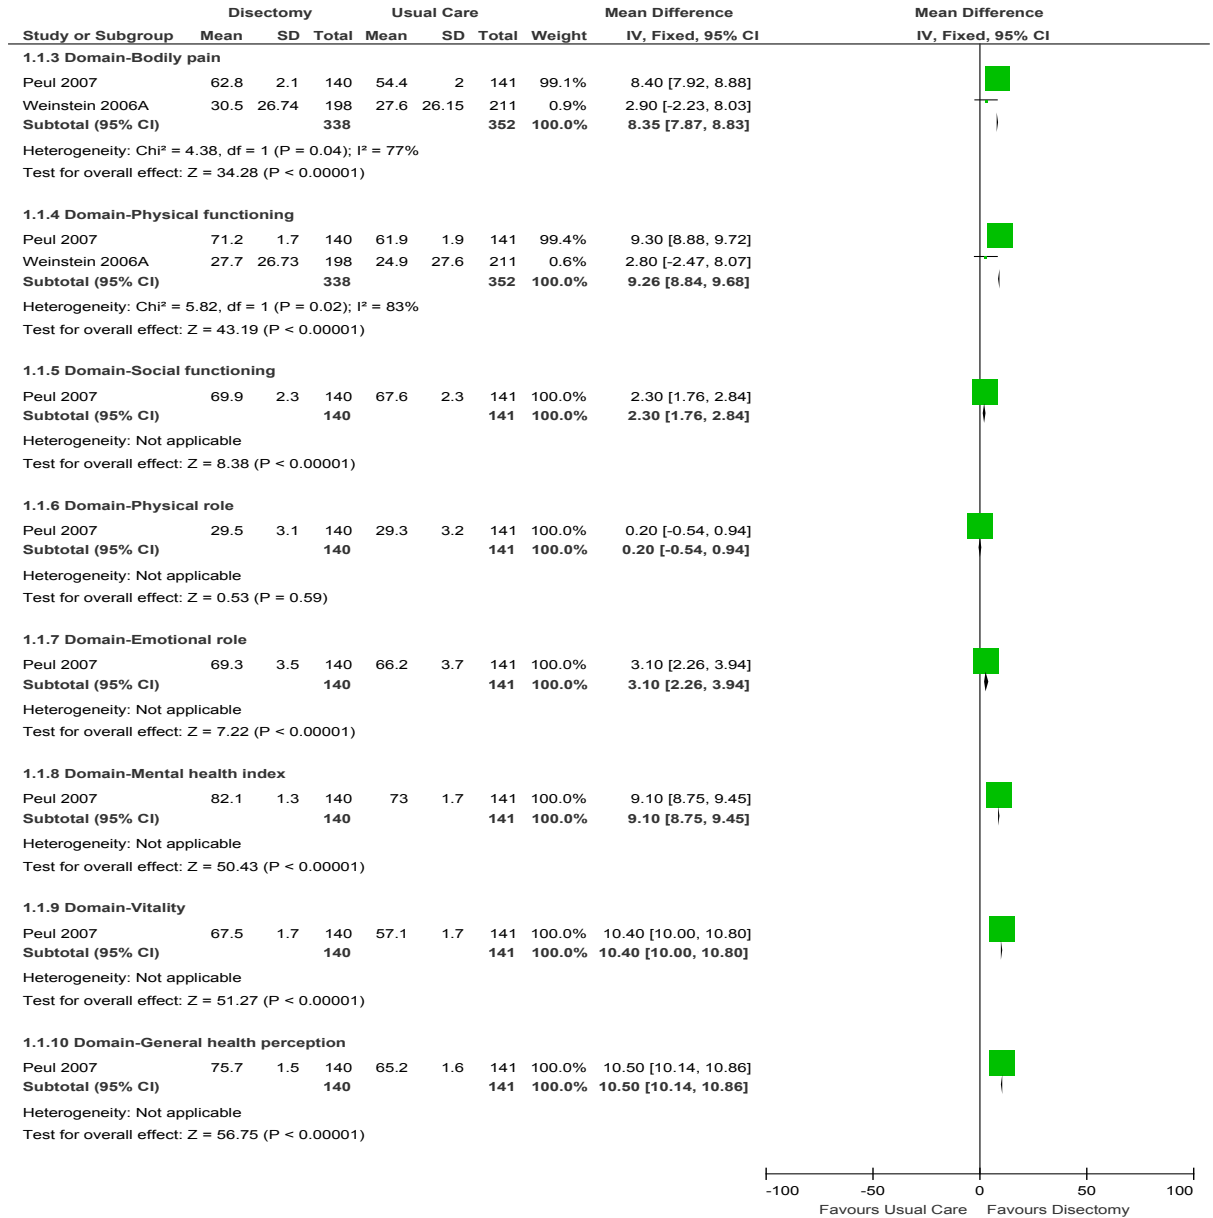 Disectomy Usual Care Mean Difference Mean Difference
Study or Subgroup Mean SD Total Mean SD Total Weight IV, Fixed, 95% CI IV, Fixed, 95% CI
1.1.3 Domain-Bodily pain
Peul 2007 62.8 2.1 140 54.4 2 141 99.1% 8.40 [7.92, 8.88]
Weinstein 2006A 30.5 26.74 198 27.6 26.15 211 0.9% 2.90 [-2.23, 8.03]
Subtotal (95% CI) 338 352 100.0% 8.35 [7.87, 8.83]
Heterogeneity: Chi² = 4.38, df = 1 (P = 0.04); I² = 77%
Test for overall effect: Z = 34.28 (P < 0.00001)
1.1.4 Domain-Physical functioning
Peul 2007 71.2 1.7 140 61.9 1.9 141 99.4% 9.30 [8.88, 9.72]
Weinstein 2006A 27.7 26.73 198 24.9 27.6 211 0.6% 2.80 [-2.47, 8.07]
Subtotal (95% CI) 338 352 100.0% 9.26 [8.84, 9.68]
Heterogeneity: Chi² = 5.82, df = 1 (P = 0.02); I² = 83%
Test for overall effect: Z = 43.19 (P < 0.00001)
1.1.5 Domain-Social functioning
Peul 2007 69.9 2.3 140 67.6 2.3 141 100.0% 2.30 [1.76, 2.84]
Subtotal (95% CI) 140 141 100.0% 2.30 [1.76, 2.84]
Heterogeneity: Not applicable
Test for overall effect: Z = 8.38 (P < 0.00001)
1.1.6 Domain-Physical role
Peul 2007 29.5 3.1 140 29.3 3.2 141 100.0% 0.20 [-0.54, 0.94]
Subtotal (95% CI) 140 141 100.0% 0.20 [-0.54, 0.94]
Heterogeneity: Not applicable
Test for overall effect: Z = 0.53 (P = 0.59)
1.1.7 Domain-Emotional role
Peul 2007 69.3 3.5 140 66.2 3.7 141 100.0% 3.10 [2.26, 3.94]
Subtotal (95% CI) 140 141 100.0% 3.10 [2.26, 3.94]
Heterogeneity: Not applicable
Test for overall effect: Z = 7.22 (P < 0.00001)
1.1.8 Domain-Mental health index
Peul 2007 82.1 1.3 140 73 1.7 141 100.0% 9.10 [8.75, 9.45]
Subtotal (95% CI) 140 141 100.0% 9.10 [8.75, 9.45]
Heterogeneity: Not applicable
Test for overall effect: Z = 50.43 (P < 0.00001)
1.1.9 Domain-Vitality
Peul 2007 67.5 1.7 140 57.1 1.7 141 100.0% 10.40 [10.00, 10.80]
Subtotal (95% CI) 140 141 100.0% 10.40 [10.00, 10.80]
Heterogeneity: Not applicable
Test for overall effect: Z = 51.27 (P < 0.00001)
1.1.10 Domain-General health perception
Peul 2007 75.7 1.5 140 65.2 1.6 141 100.0% 10.50 [10.14, 10.86]
Subtotal (95% CI) 140 141 100.0% 10.50 [10.14, 10.86]
Heterogeneity: Not applicable
Test for overall effect: Z = 56.75 (P < 0.00001)
-100 -50 0 50 100
Favours Usual Care Favours Disectomy